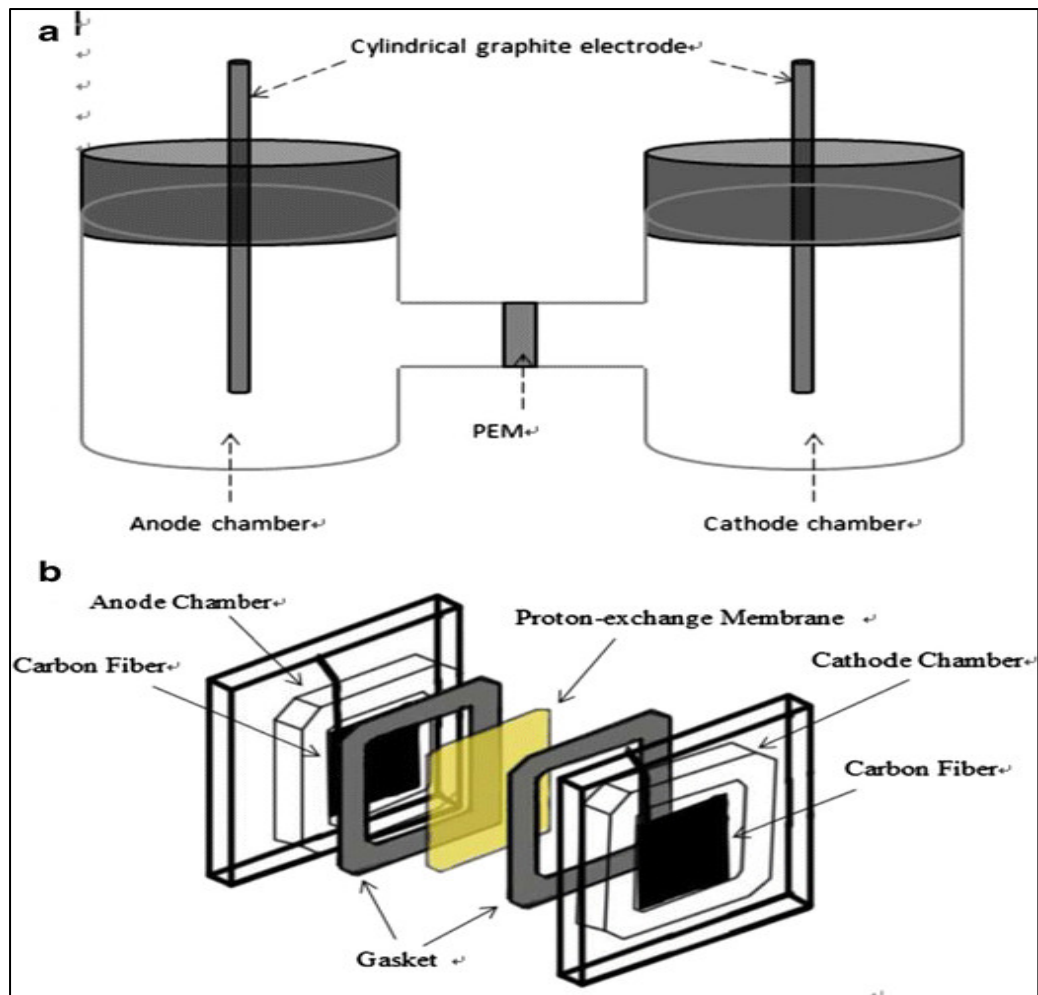 a
Cylindrical graphite electrode↵
PEM↵
Anode chamber↵
Cathode chamber↵
b
Anode Chamber↵
Proton-exchange Membrane ↵
Carbon Fiber↵
Cathode Chamber↵
Carbon Fiber↵
Gasket ↵